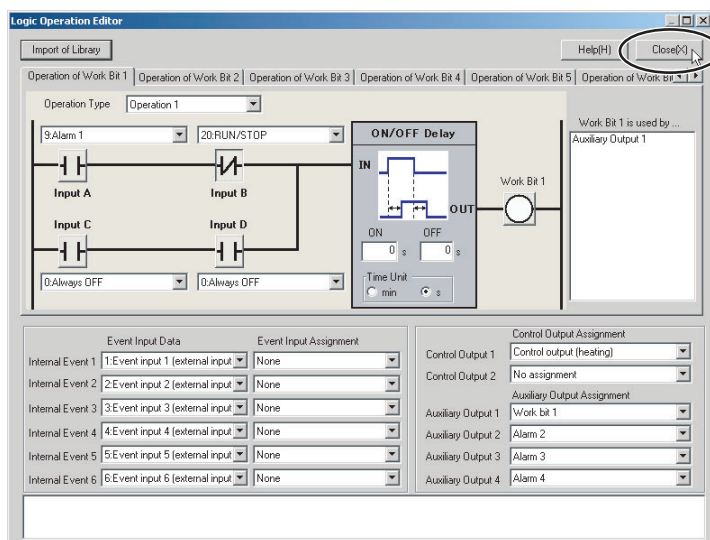 Logic Operation Editor
Import of Library
Help(H)
Close(X)
Operation of Work Bit 1 Operation of Work Bit 2 Operation of Work Bit 3 Operation of Work Bit 4 Operation of Work Bit 5 Operation of Work
Operation Type Operation 1
9:Alarm 1
20:RUN/STOP
Input A
Input B
Input C
Input D
0:Always OFF
0:Always OFF
ON/OFF Delay
IN
OUT
ON OFF
0 s 0 s
Time Unit
min s
Work Bit 1
Work Bit 1 is used by ...
Auxiliary Output 1
Event Input Data Event Input Assignment
Internal Event 1 1:Event input 1 (external input None
Internal Event 2 2:Event input 2 (external input None
Internal Event 3 3:Event input 3 (external input None
Internal Event 4 4:Event input 4 (external input None
Internal Event 5 5:Event input 5 (external input None
Internal Event 6 6:Event input 6 (external input None
Control Output Assignment
Control Output 1 Control output (heating)
Control Output 2 No assignment
Auxiliary Output Assignment
Auxiliary Output 1 Work bit 1
Auxiliary Output 2 Alarm 2
Auxiliary Output 3 Alarm 3
Auxiliary Output 4 Alarm 4